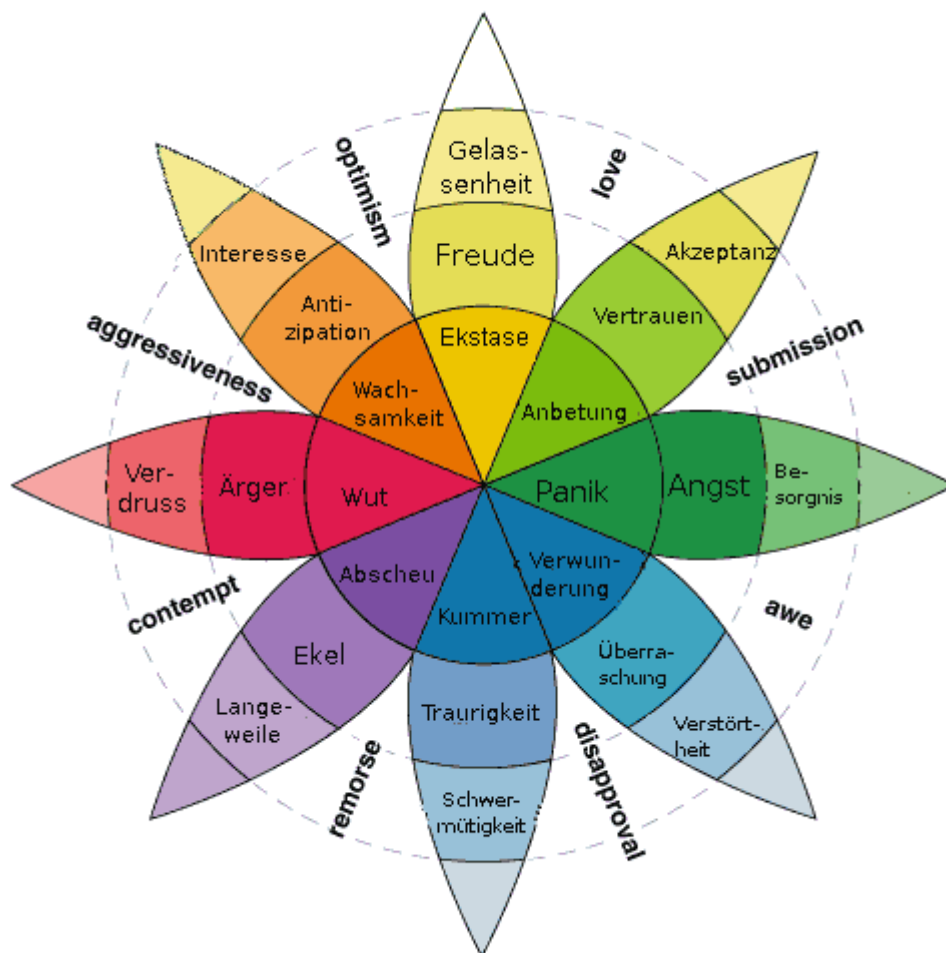 Gelas-
senheit
optimism
love
Interesse
Freude
Akzeptanz
Anti-
zipation
Vertrauen
aggressiveness
Ekstase
submission
Wach-
samkeit
Anbetung
Ver-
druss
Ärger
Wut
Panik
Angst
Be-
sorgnis
Abscheu
Verwun-
derung
contempt
Kummer
awe
Ekel
Überra-
schung
Lange-
weile
Traurigkeit
Verstört-
heit
remorse
disapproval
Schwer-
mütigkeit